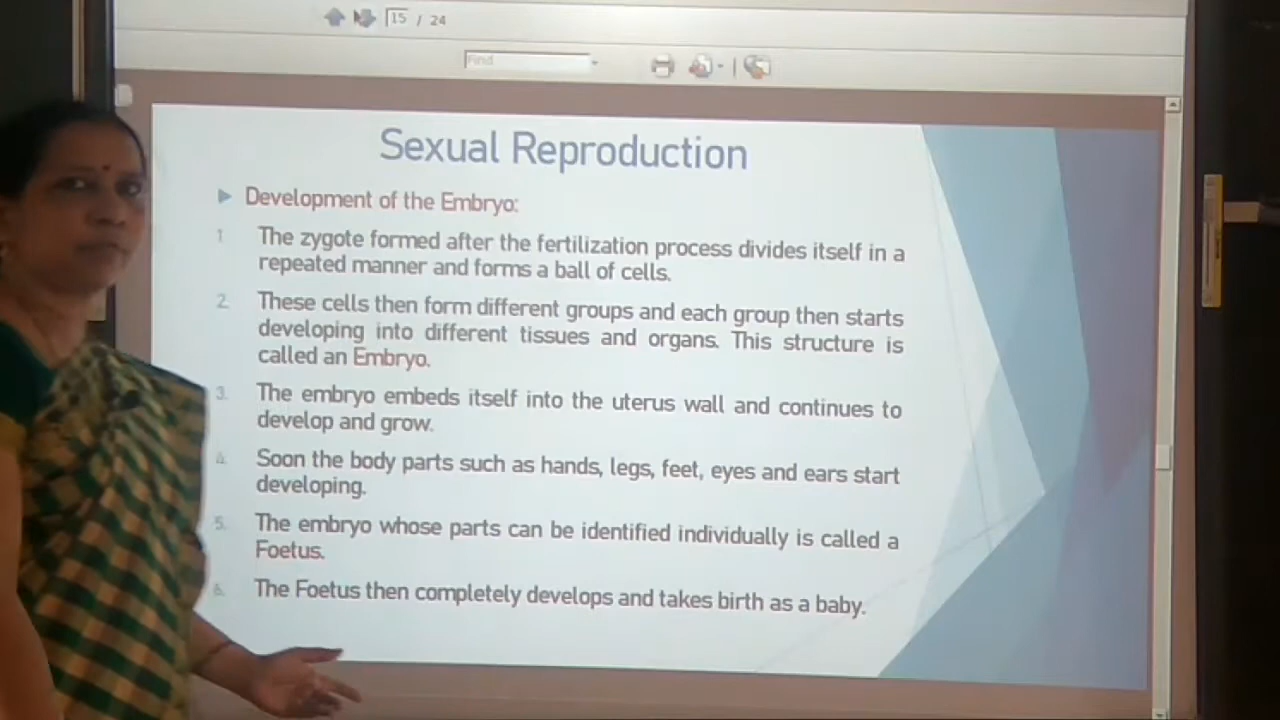 15 / 24
Find
Sexual Reproduction
Development of the Embryo:
1. The zygote formed after the fertilization process divides itself in a
repeated manner and forms a ball of cells.
2. These cells then form different groups and each group then starts
developing into different tissues and organs. This structure is
called an Embryo.
3. The embryo embeds itself into the uterus wall and continues to
develop and grow.
4. Soon the body parts such as hands, legs, feet, eyes and ears start
developing.
5. The embryo whose parts can be identified individually is called a
Foetus.
6. The Foetus then completely develops and takes birth as a baby.